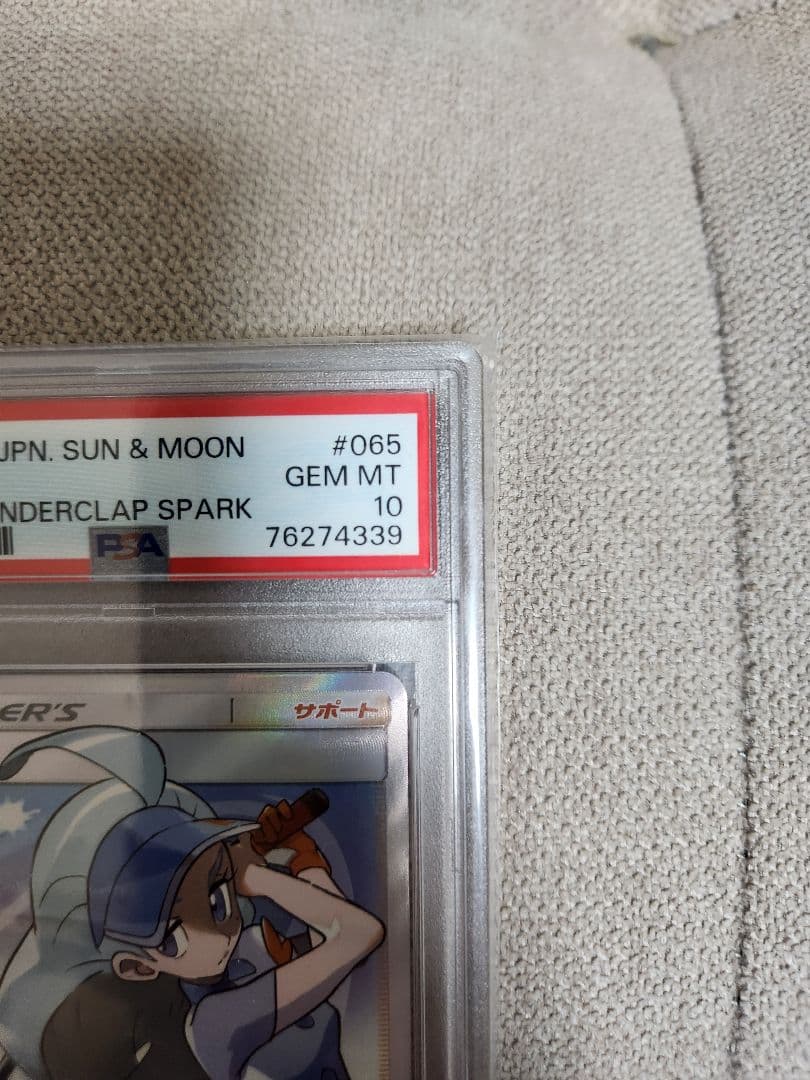 JPN. SUN & MOON #065
GEM MT
NDERCLAP SPARK 10
PSA 76274339
ER'S サポート